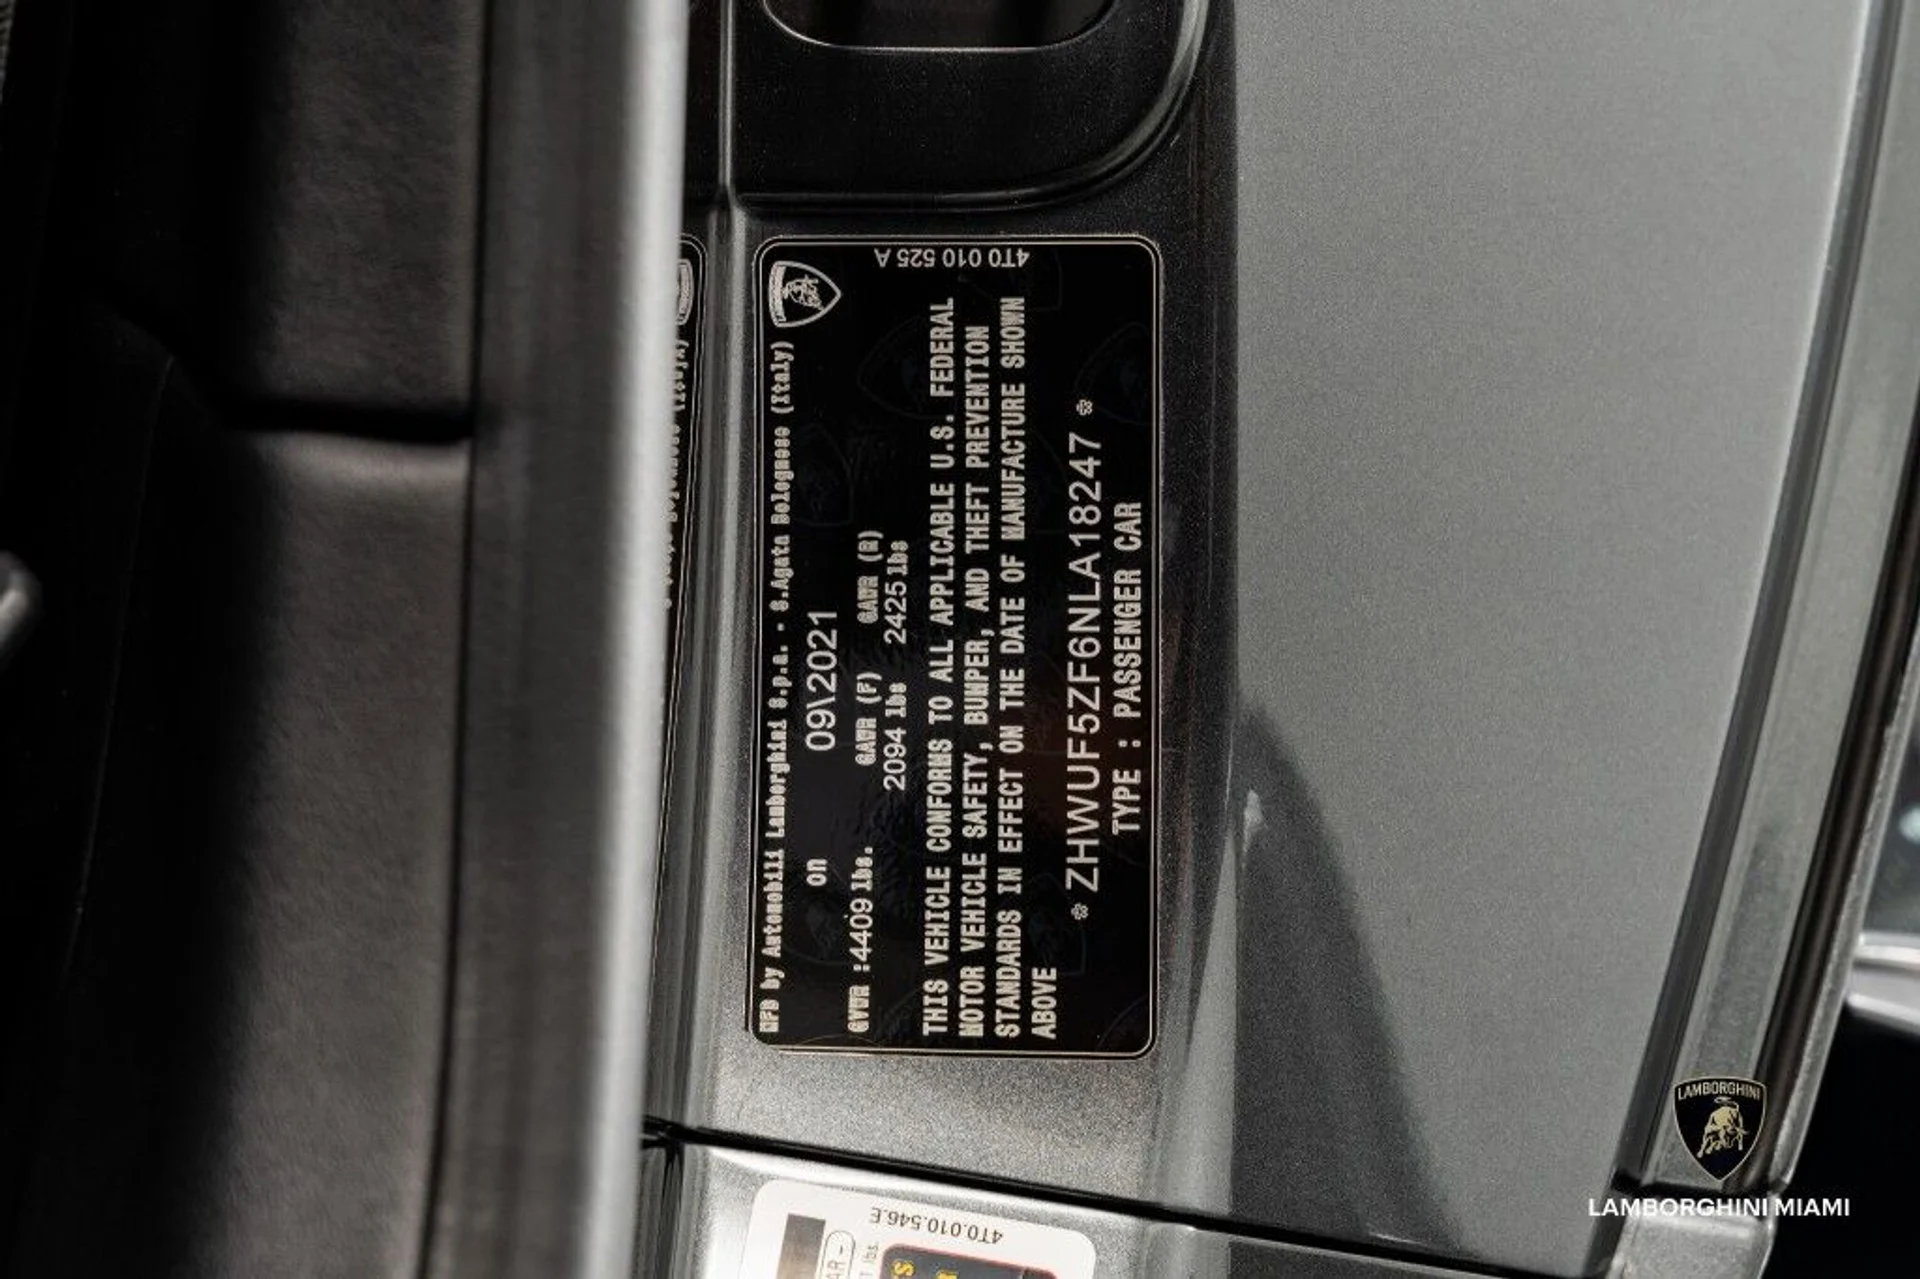 4T0 010 525 A
MFD by Automobili Lamborghini S.p.a. - S.Agata Bolognese (Italy)
on 09\2021
GVWR :4409 lbs. GAWR (F) GAWR (R)
2094 lbs 2425 lbs
THIS VEHICLE CONFORMS TO ALL APPLICABLE U.S. FEDERAL
MOTOR VEHICLE SAFETY, BUMPER, AND THEFT PREVENTION
STANDARDS IN EFFECT ON THE DATE OF MANUFACTURE SHOWN
ABOVE
ZHWUF5ZF6NLA18247
TYPE : PASSENGER CAR
4T0.010.546.E
LAMBORGHINI
LAMBORGHINI MIAMI